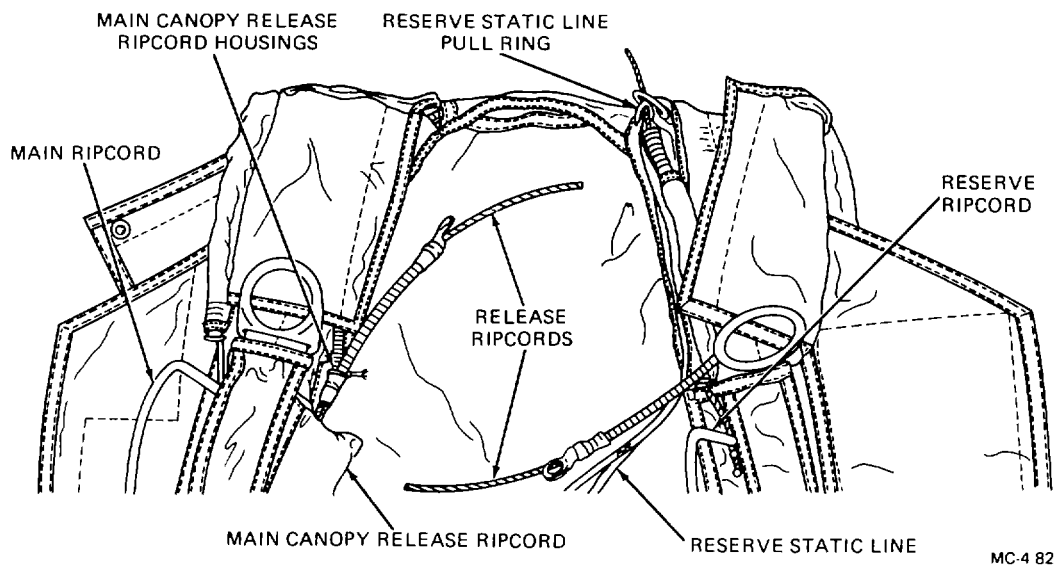 MAIN CANOPY RELEASE
RIPCORD HOUSINGS
RESERVE STATIC LINE
PULL RING
MAIN RIPCORD
RESERVE
RIPCORD
RELEASE
RIPCORDS
MAIN CANOPY RELEASE RIPCORD
RESERVE STATIC LINE
MC-4 82